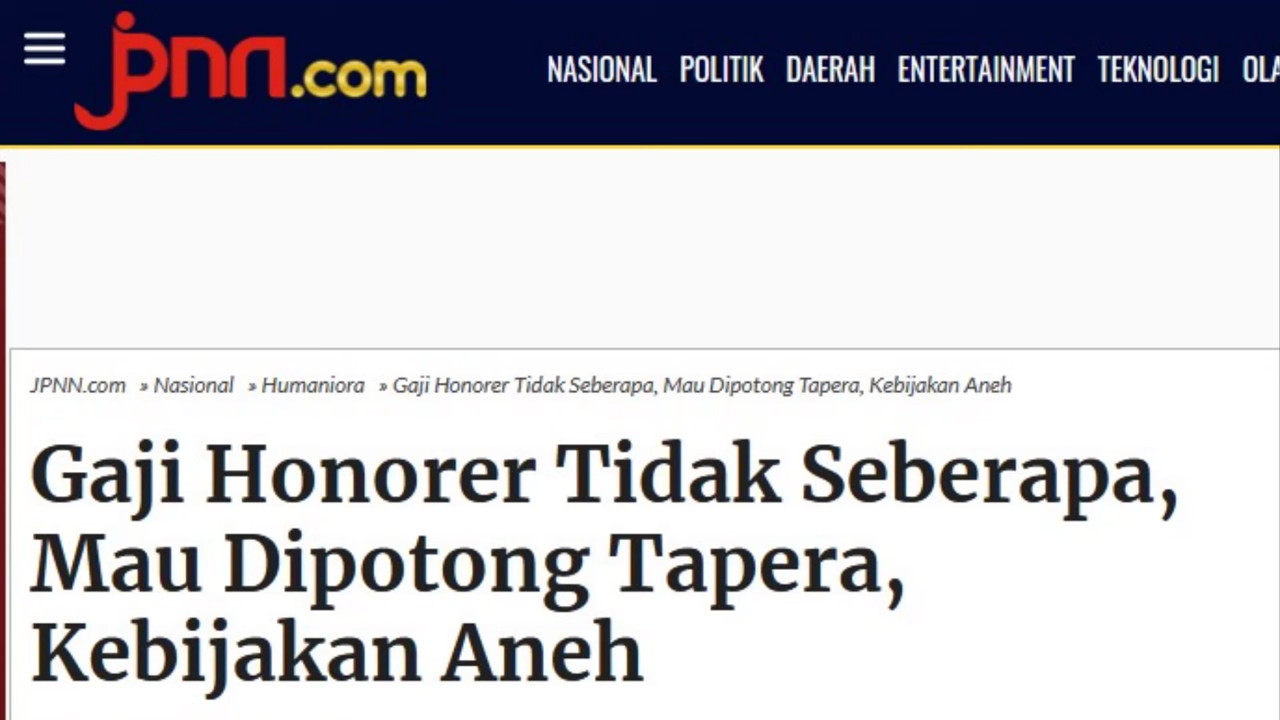 jpnn.com
NASIONAL POLITIK DAERAH ENTERTAINMENT TEKNOLOGI
JPNN.com » Nasional » Humaniora » Gaji Honorer Tidak Seberapa, Mau Dipotong Tapera, Kebijakan Aneh
Gaji Honorer Tidak Seberapa,
Mau Dipotong Tapera,
Kebijakan Aneh